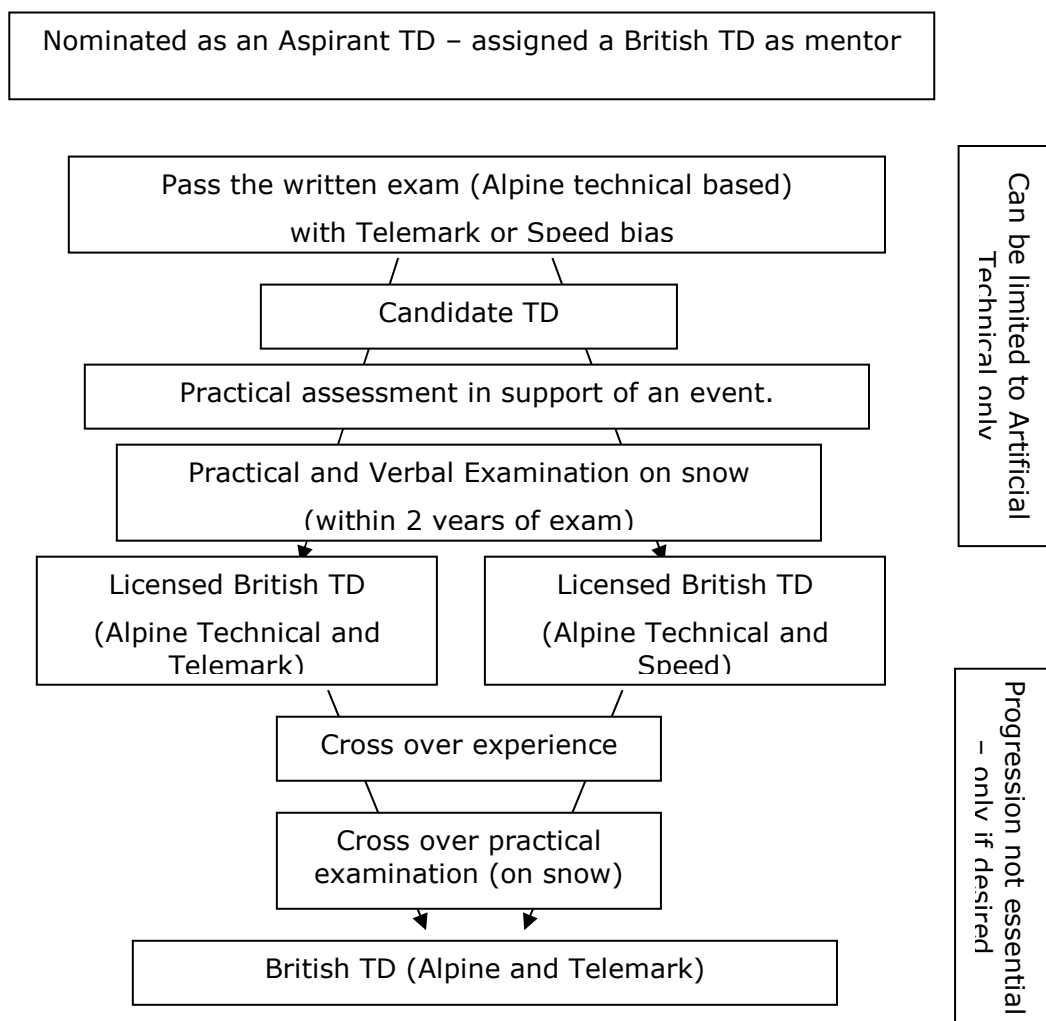 Nominated as an Aspirant TD – assigned a British TD as mentor
Pass the written exam (Alpine technical based)
with Telemark or Speed bias
Candidate TD
Practical assessment in support of an event.
Practical and Verbal Examination on snow
(within 2 years of exam)
Can be limited to Artificial
Technical only
Licensed British TD
(Alpine Technical and
Telemark)
Licensed British TD
(Alpine Technical and
Speed)
Cross over experience
Cross over practical
examination (on snow)
Progression not essential
– only if desired
British TD (Alpine and Telemark)